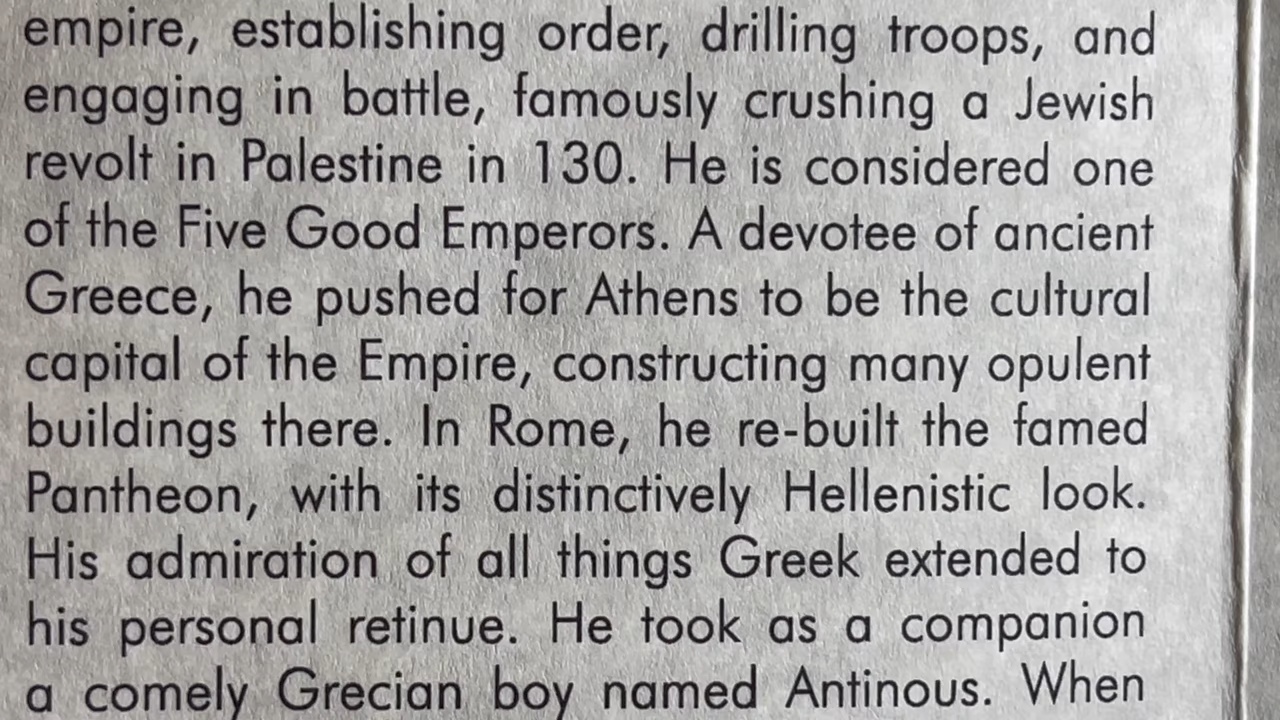 empire, establishing order, drilling troops, and
engaging in battle, famously crushing a Jewish
revolt in Palestine in 130. He is considered one
of the Five Good Emperors. A devotee of ancient
Greece, he pushed for Athens to be the cultural
capital of the Empire, constructing many opulent
buildings there. In Rome, he re-built the famed
Pantheon, with its distinctively Hellenistic look.
His admiration of all things Greek extended to
his personal retinue. He took as a companion
a comely Grecian boy named Antinous. When